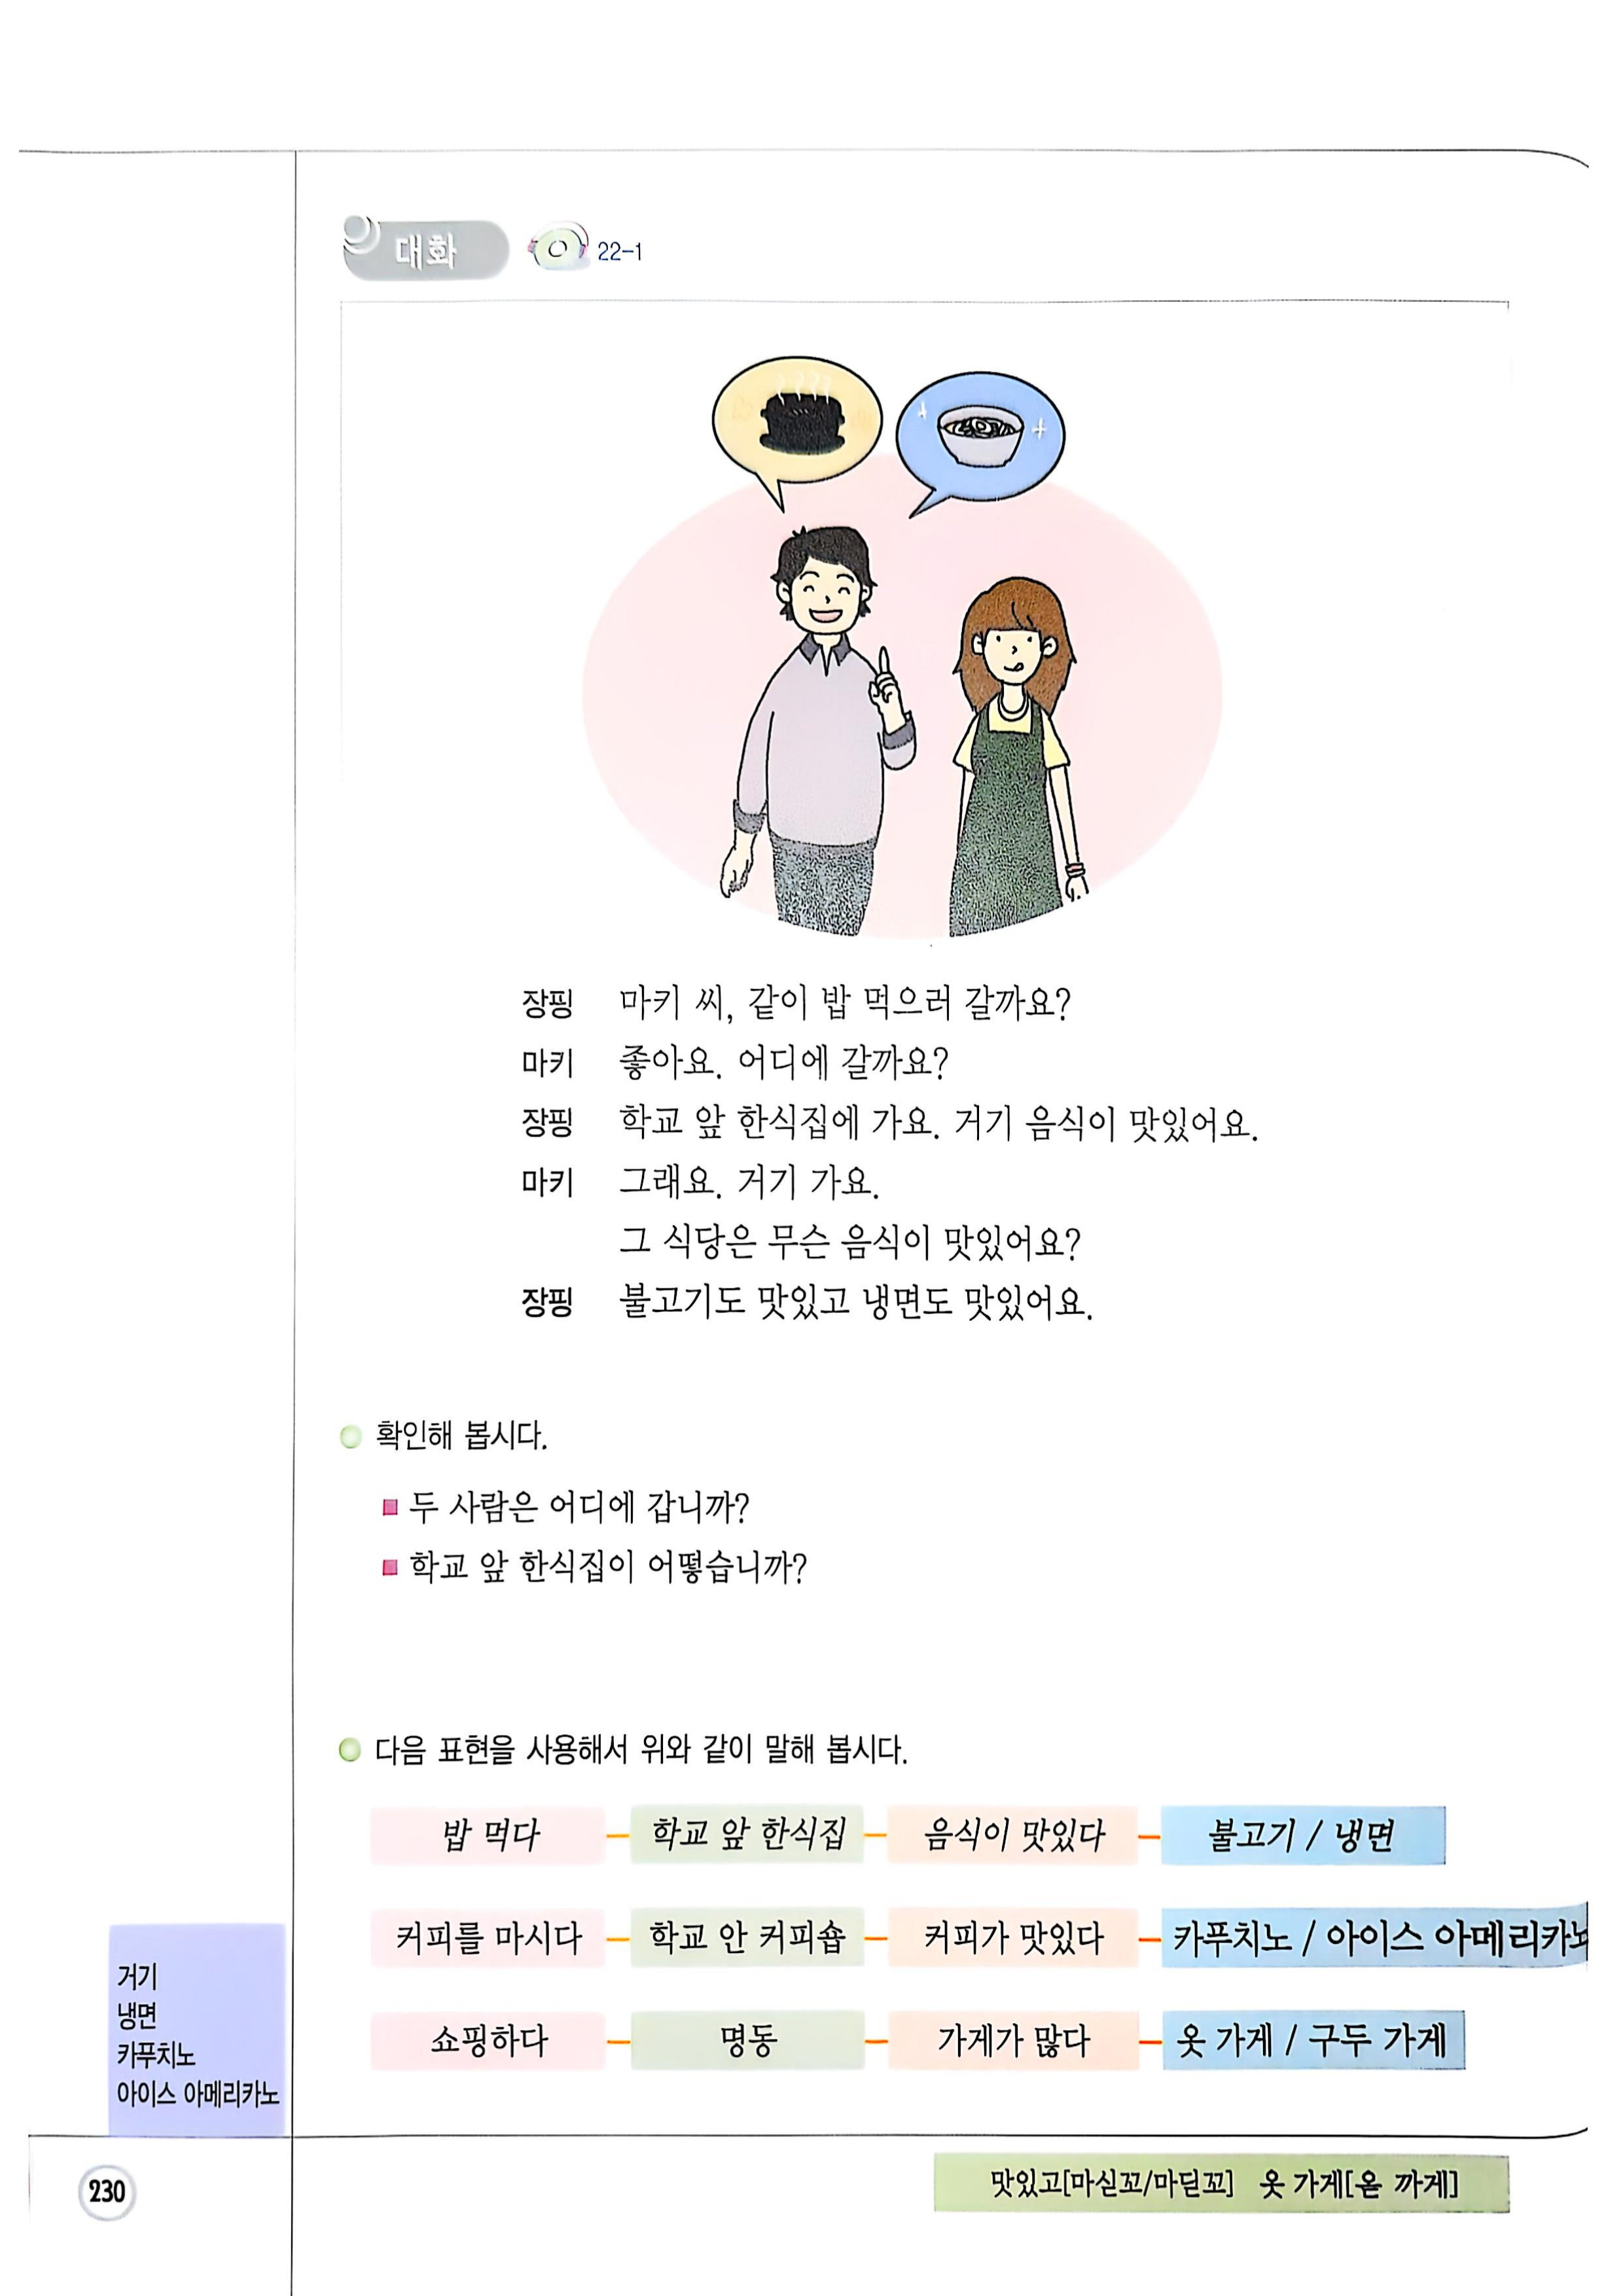 대화 22-1
장핑 마키 씨, 같이 밥 먹으러 갈까요?
마키 좋아요. 어디에 갈까요?
장핑 학교 앞 한식집에 가요. 거기 음식이 맛있어요.
마키 그래요. 거기 가요.
그 식당은 무슨 음식이 맛있어요?
장핑 불고기도 맛있고 냉면도 맛있어요.
확인해 봅시다.
두 사람은 어디에 갑니까?
학교 앞 한식집이 어떻습니까?
다음 표현을 사용해서 위와 같이 말해 봅시다.
밥 먹다 학교 앞 한식집 음식이 맛있다 불고기 / 냉면
커피를 마시다 학교 안 커피숍 커피가 맛있다 카푸치노 / 아이스 아메리카노
쇼핑하다 명동 가게가 많다 옷 가게 / 구두 가게
거기
냉면
카푸치노
아이스 아메리카노
230
맛있고[마싣꼬/마딛꼬] 옷 가게[옫 까게]